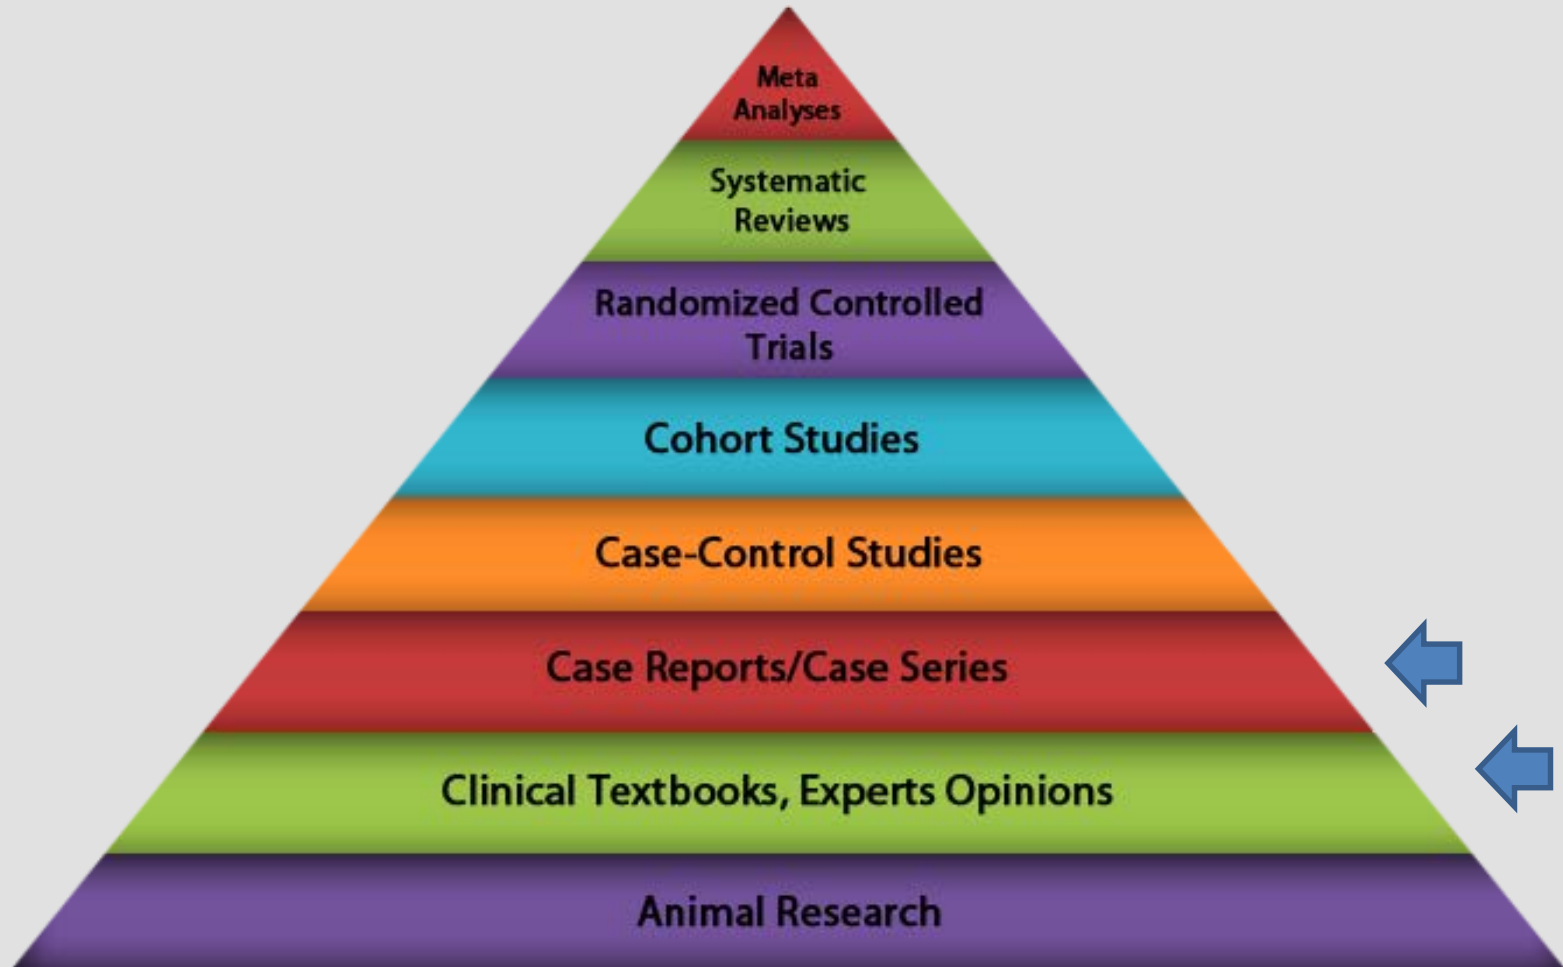 Meta
Analyses
Systematic
Reviews
Randomized Controlled
Trials
Cohort Studies
Case-Control Studies
Case Reports/Case Series
Clinical Textbooks, Experts Opinions
Animal Research